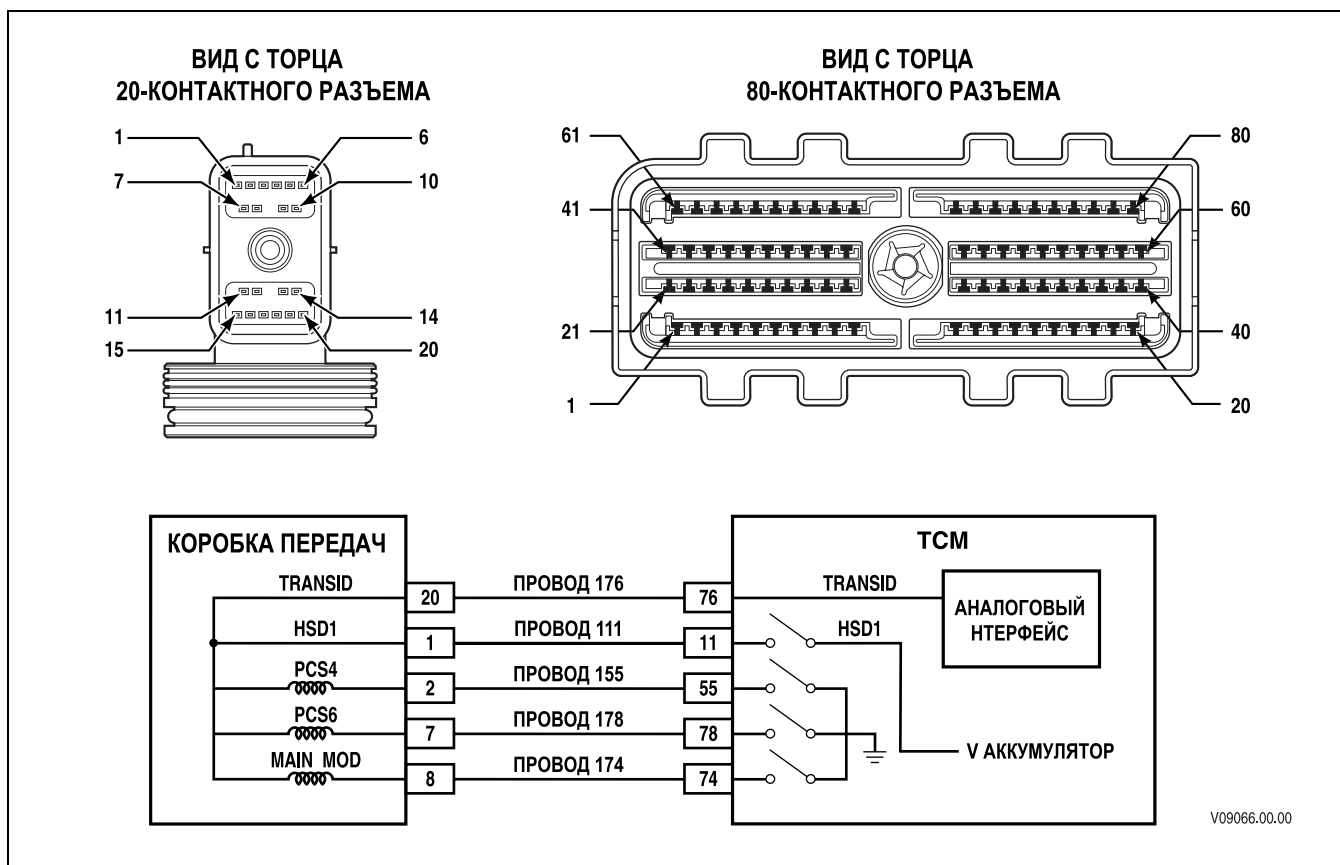 ВИД С ТОРЦА
20-КОНТАКТНОГО РАЗЪЕМА
1
6
7
10
11
14
15
20
ВИД С ТОРЦА
80-КОНТАКТНОГО РАЗЪЕМА
61
80
41
60
21
40
1
20
КОРОБКА ПЕРЕДАЧ
TCM
TRANSID
20
ПРОВОД 176
76
TRANSID
АНАЛОГОВЫЙ
НТЕРФЕЙС
HSD1
1
ПРОВОД 111
11
HSD1
PCS4
2
ПРОВОД 155
55
PCS6
7
ПРОВОД 178
78
V АККУМУЛЯТОР
MAIN MOD
8
ПРОВОД 174
74
V09066.00.00